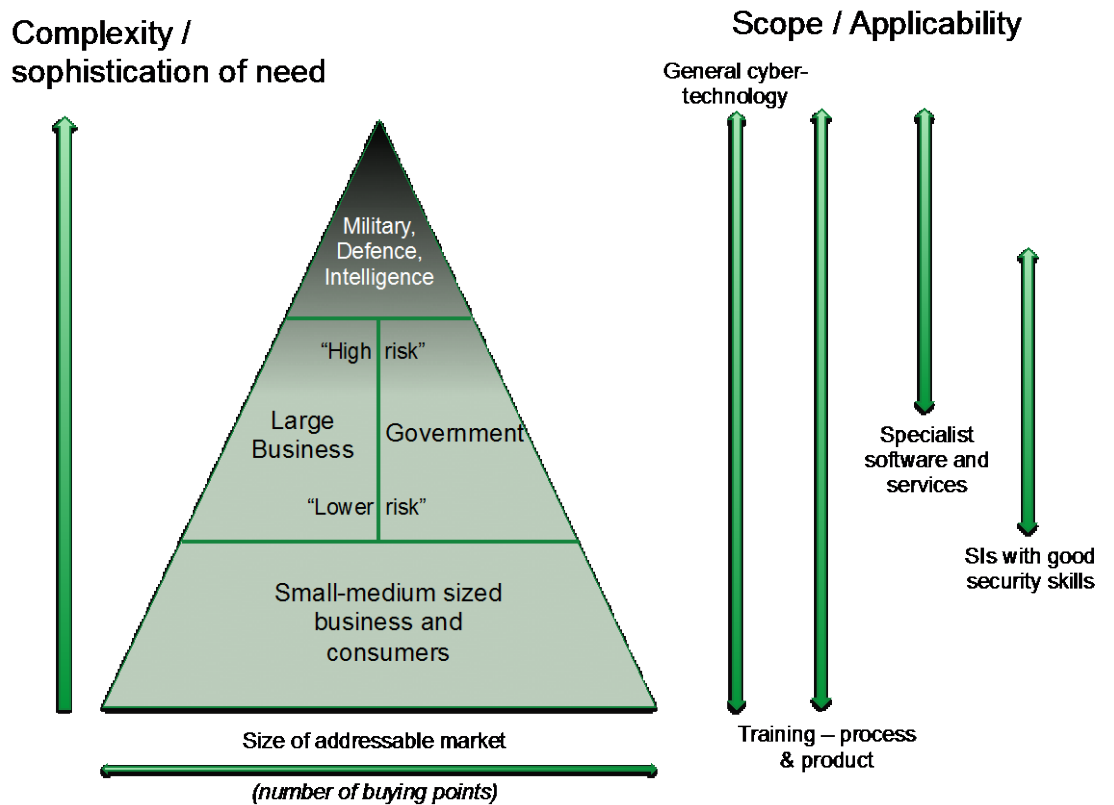 Complexity /
sophistication of need
Scope / Applicability
General cyber-
technology
Military,
Defence,
Intelligence
“High risk”
Large
Business
Government
“Lower risk”
Small-medium sized
business and
consumers
Specialist
software and
services
SIs with good
security skills
Training – process
& product
Size of addressable market
(number of buying points)